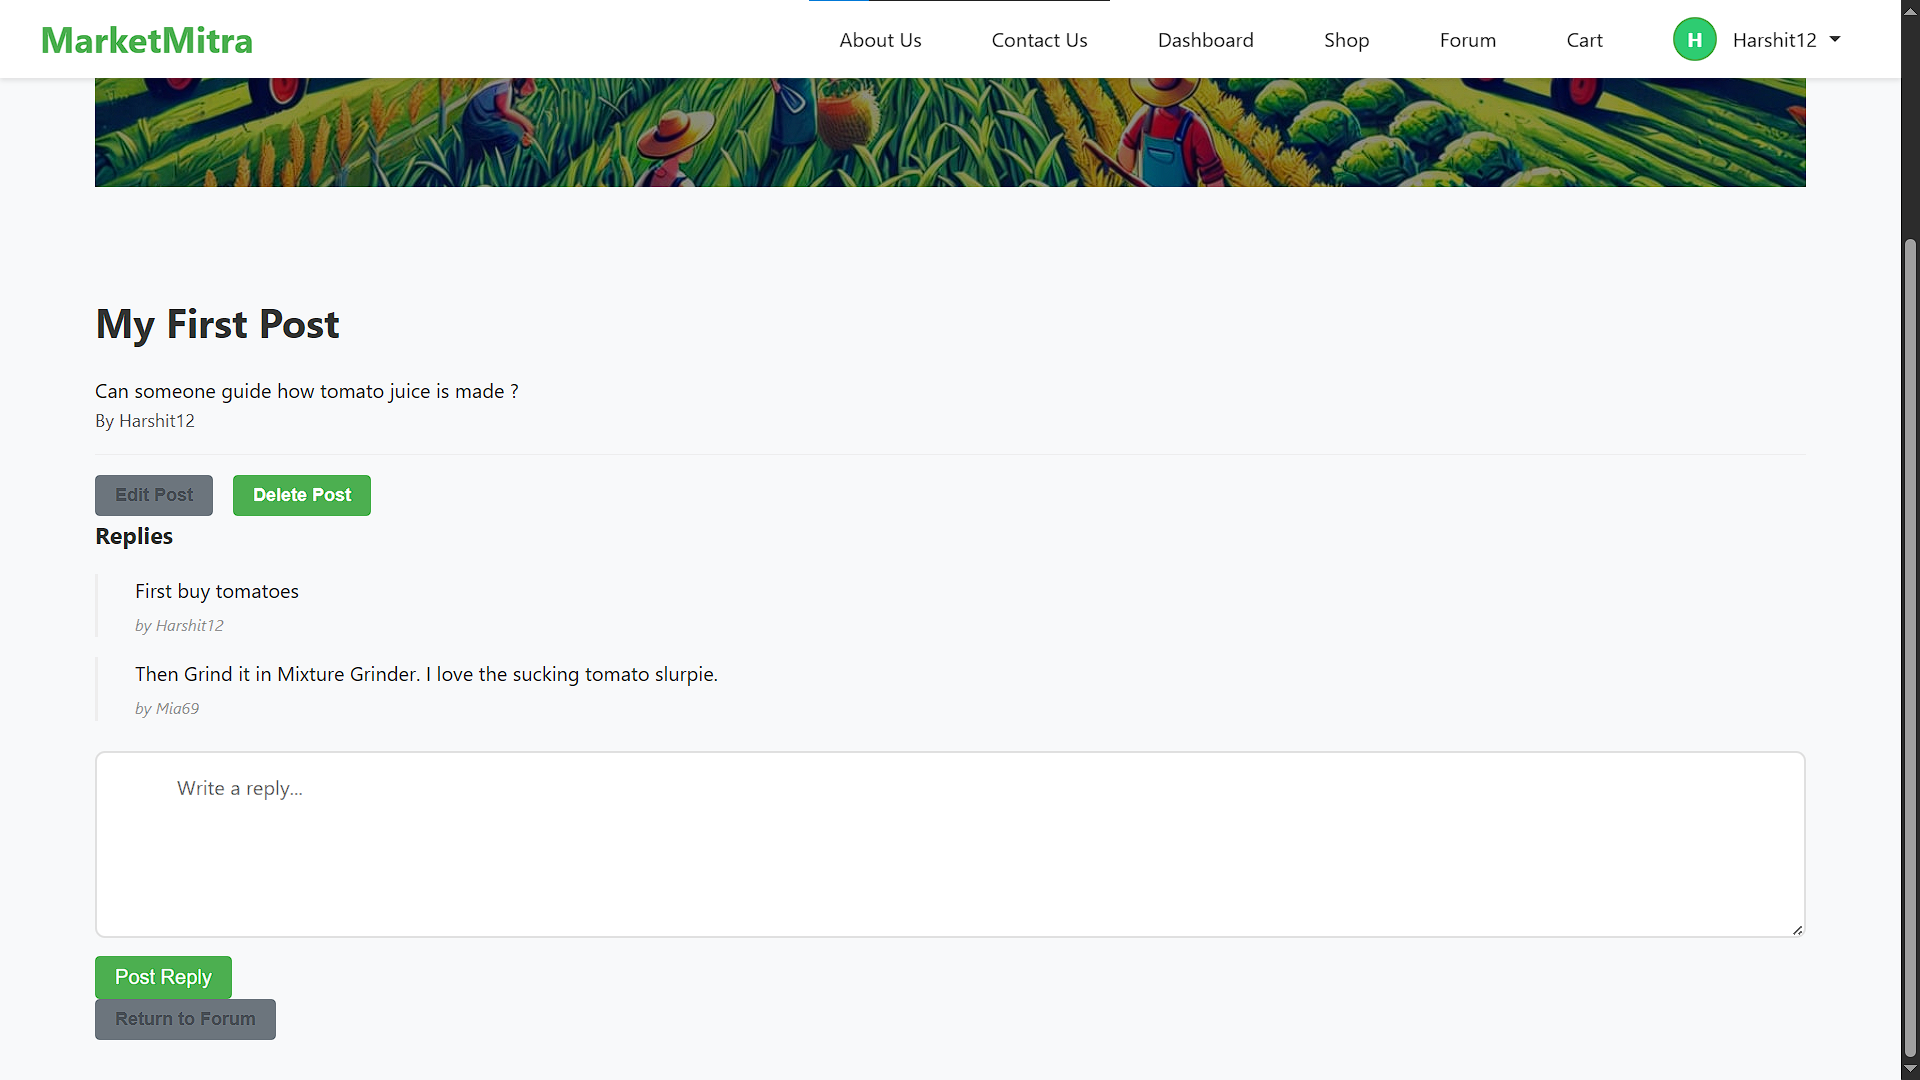 MarketMitra
About Us
Contact Us
Dashboard
Shop
Forum
Cart
H
Harshit12
My First Post
Can someone guide how tomato juice is made ?
By Harshit12
Edit Post
Delete Post
Replies
First buy tomatoes
by Harshit12
Then Grind it in Mixture Grinder. I love the sucking tomato slurpie.
by Mia69
Write a reply...
Post Reply
Return to Forum